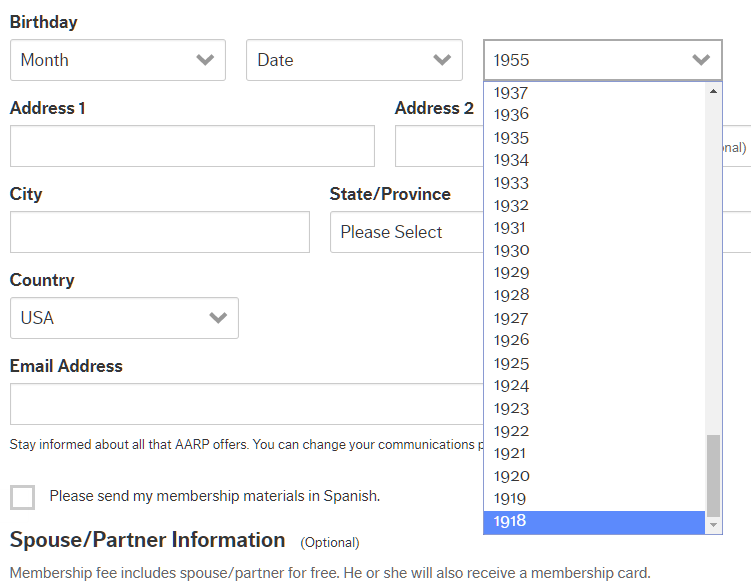 Birthday
Month Date 1955
Address 1 Address 2
nal)
City State/Province
Please Select
Country
USA
Email Address
Stay informed about all that AARP offers. You can change your communications
Please send my membership materials in Spanish.
Spouse/Partner Information (Optional)
Membership fee includes spouse/partner for free. He or she will also receive a membership card.
1937
1936
1935
1934
1933
1932
1931
1930
1929
1928
1927
1926
1925
1924
1923
1922
1921
1920
1919
1918